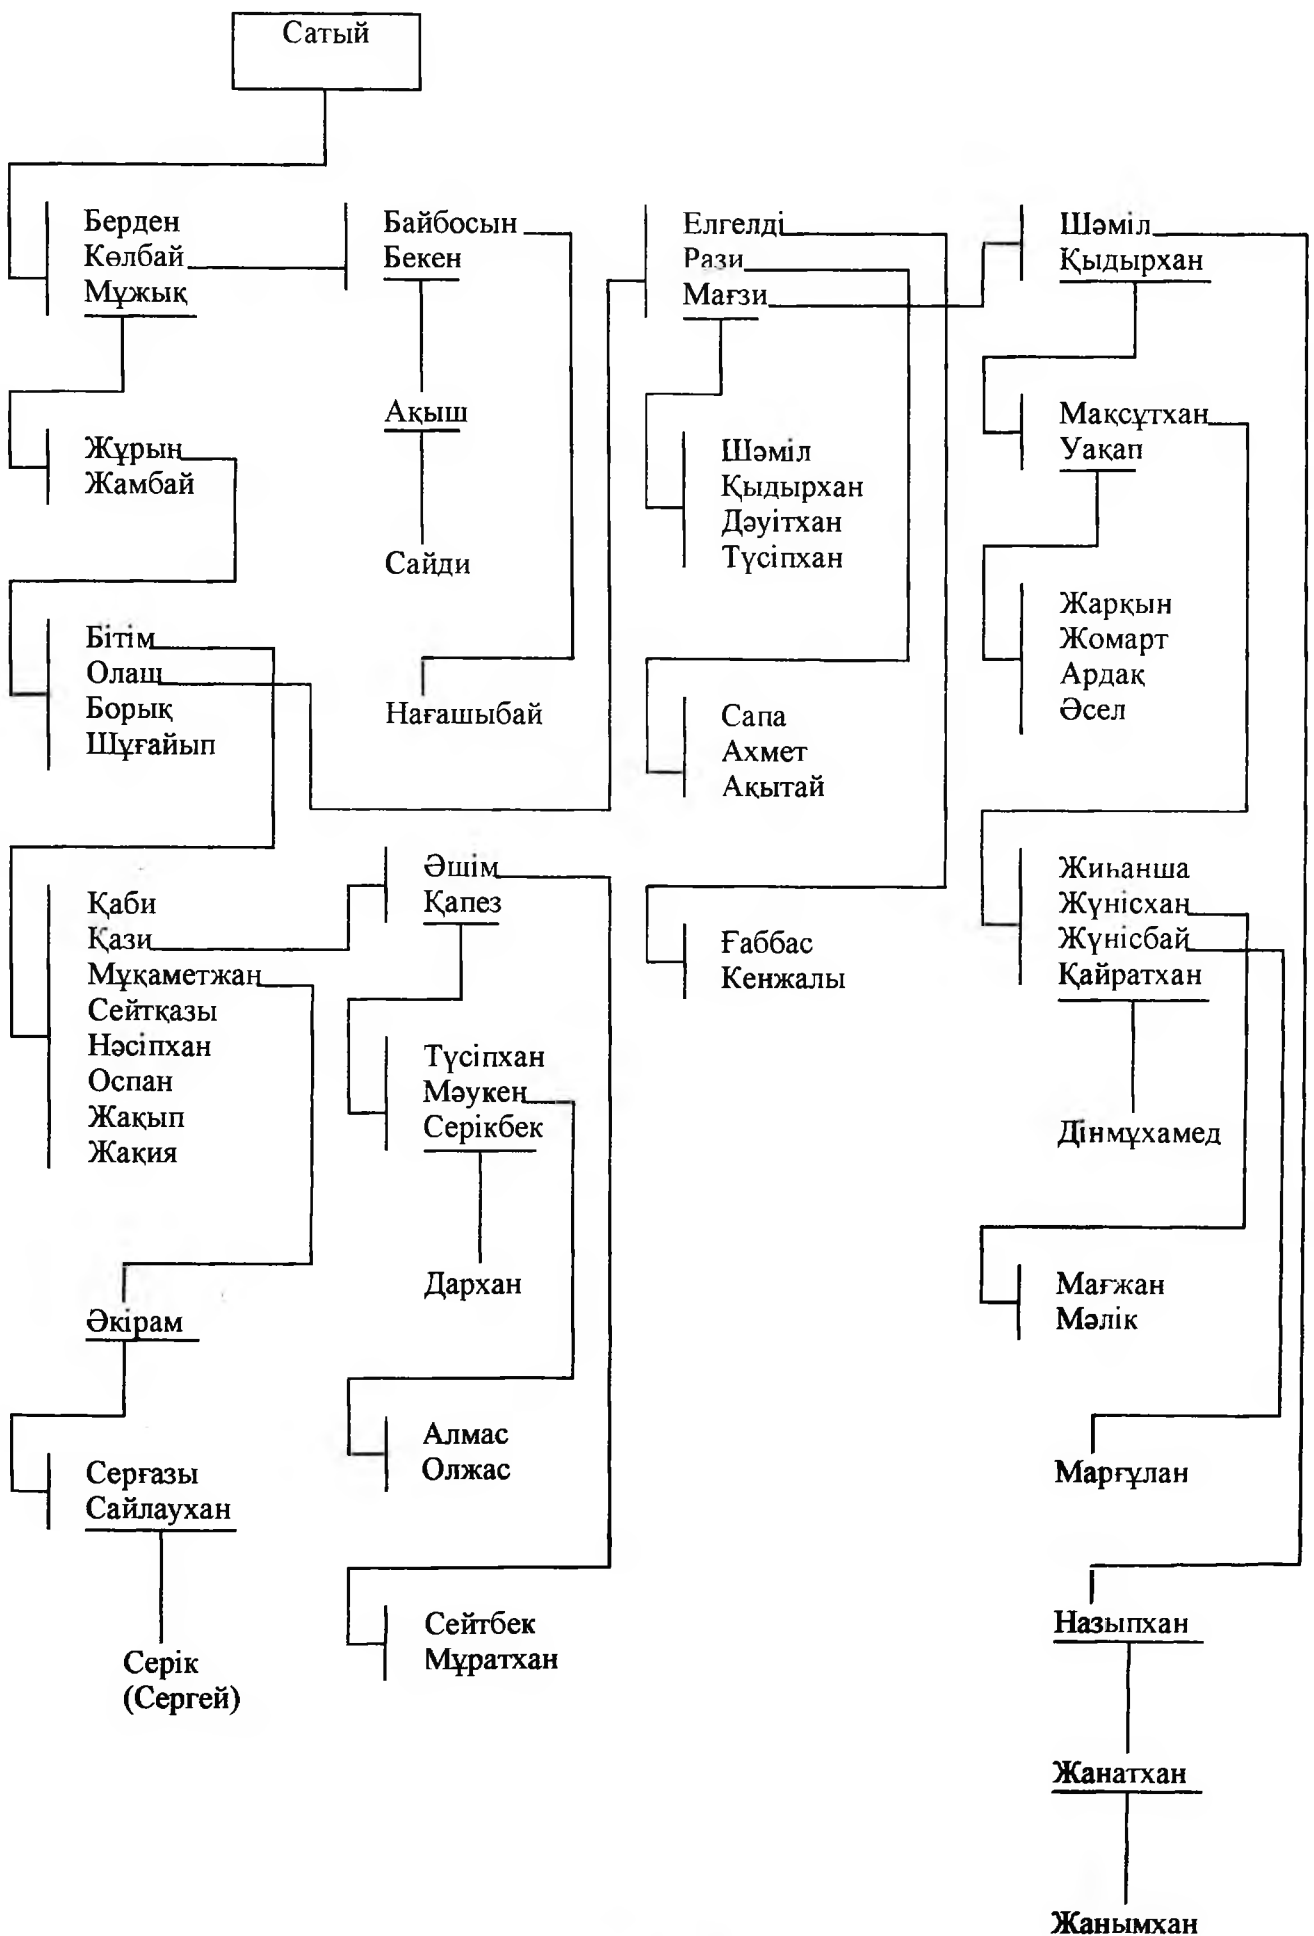 Сатый
Берден
Көлбай
Мұжық
Жұрын
Жамбай
Бітім
Олаш
Борық
Шұғайып
Қаби
Қази
Мұқаметжан
Сейтқазы
Нәсіпхан
Оспан
Жақып
Жақия
Әкірам
Серғазы
Сайлаухан
Серік
(Сергей)
Байбосын
Бекен
Ақыш
Сайди
Нағашыбай
Әшім
Қапез
Түсіпхан
Мәукен
Серікбек
Дархан
Алмас
Олжас
Сейтбек
Мұратхан
Елгелді
Рази
Мағзи
Шәміл
Қыдырхан
Дәуітхан
Түсіпхан
Сапа
Ахмет
Ақытай
Ғаббас
Кенжалы
Шәміл
Қыдырхан
Мақсұтхан
Уақап
Жарқын
Жомарт
Ардақ
Әсел
Жиһанша
Жүнісхан
Жүнісбай
Қайратхан
Дінмұхамед
Мағжан
Мәлік
Марғұлан
Назыпхан
Жанатхан
Жанымхан